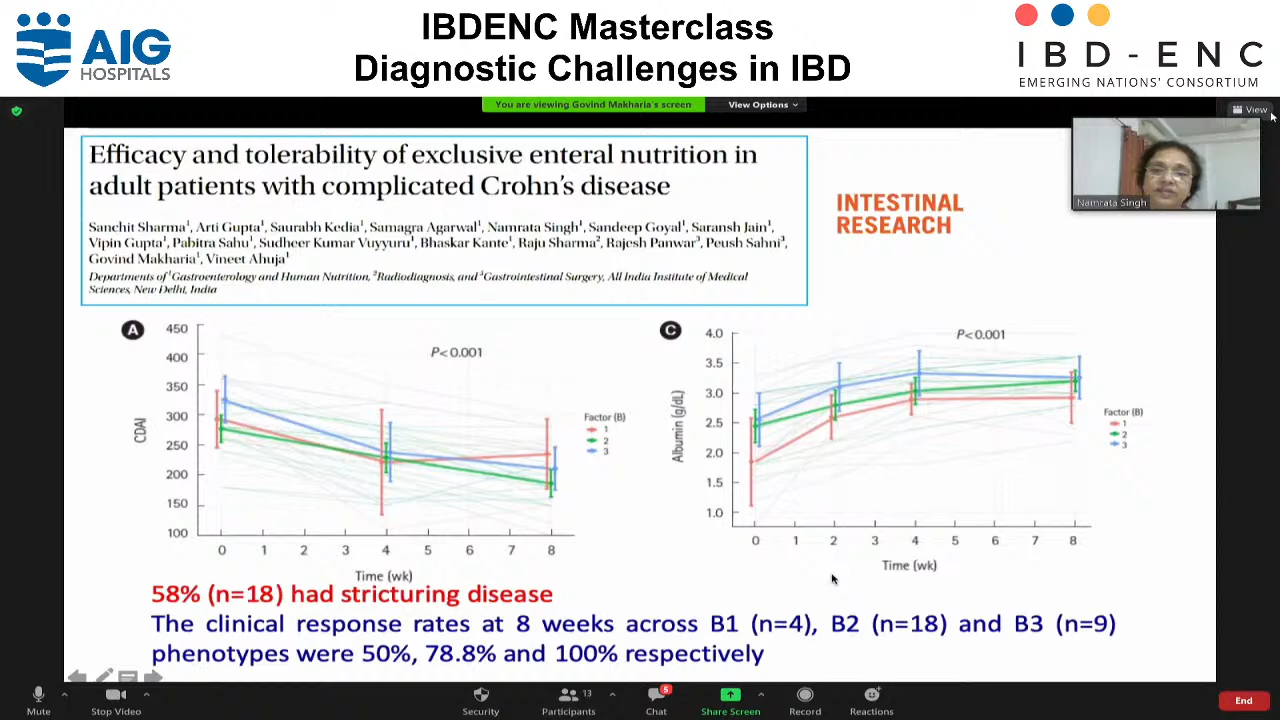 AIG
HOSPITALS
IBDENC Masterclass
Diagnostic Challenges in IBD
IBD-ENC
EMERGING NATIONS' CONSORTIUM
You are viewing Govind Makharia's screen
View Options
View
Namrata Singh
Efficacy and tolerability of exclusive enteral nutrition in
adult patients with complicated Crohn's disease
Sanchit Sharma¹, Arti Gupta¹, Saurabh Kedia¹, Samagra Agarwal¹, Namrata Singh¹, Sandeep Goyal¹, Saransh Jain¹,
Vipin Gupta¹, Pabitra Sahu¹, Sudheer Kumar Vuyyuru¹, Bhaskar Kante¹, Raju Sharma², Rajesh Panwar³, Peush Sahni³,
Govind Makharia¹, Vineet Ahuja¹
Departments of ¹Gastroenterology and Human Nutrition, ²Radiodiagnosis, and ³Gastrointestinal Surgery, All India Institute of Medical
Sciences, New Delhi, India
INTESTINAL
RESEARCH
A
450
400
350
300
250
200
150
100
CDAI
P<0.001
Factor (B)
1
2
3
0 1 2 3 4 5 6 7 8
Time (wk)
C
4.0
3.5
3.0
2.5
2.0
1.5
1.0
Albumin (g/dL)
P<0.001
Factor (B)
1
2
3
0 1 2 3 4 5 6 7 8
Time (wk)
58% (n=18) had stricturing disease
The clinical response rates at 8 weeks across B1 (n=4), B2 (n=18) and B3 (n=9)
phenotypes were 50%, 78.8% and 100% respectively
Mute
Stop Video
Security
13
Participants
5
Chat
Share Screen
Record
Reactions
End